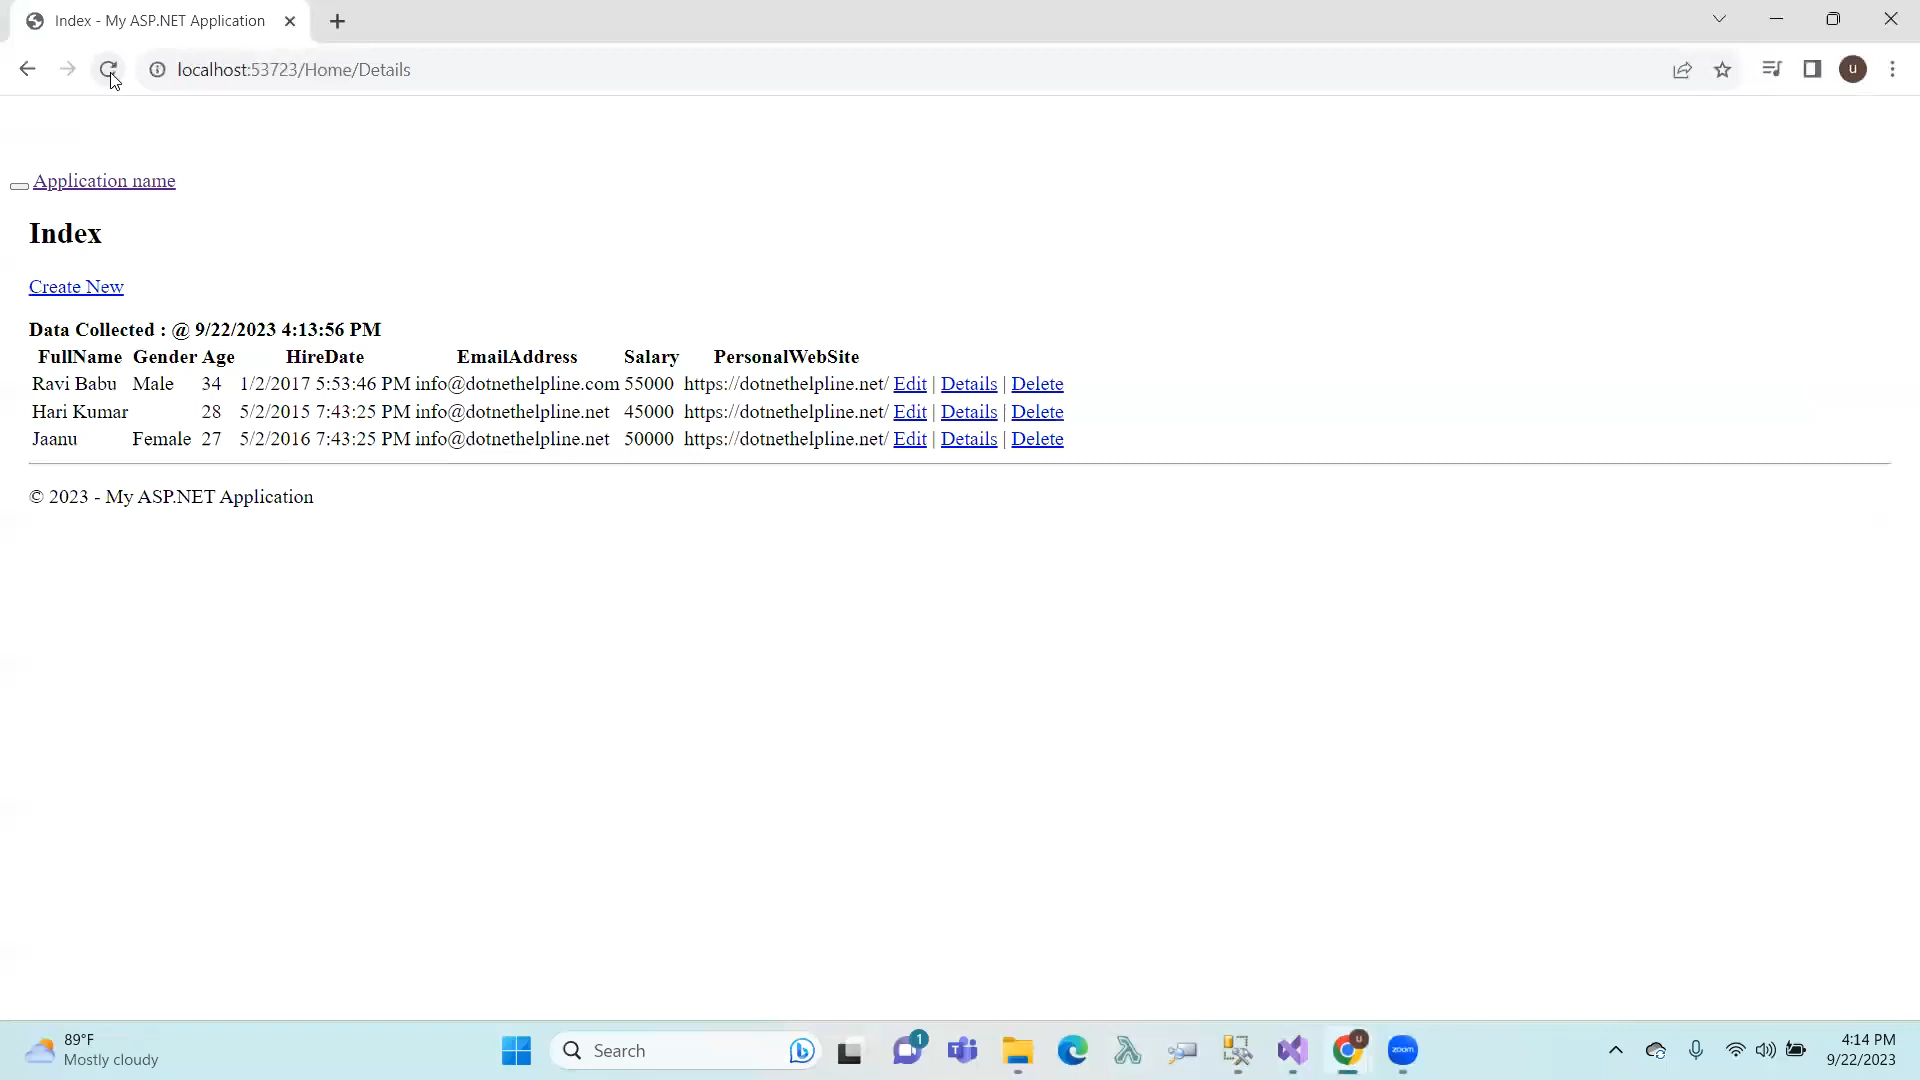 Index - My ASP.NET Application
localhost:53723/Home/Details
u
Application name
Index
Create New
Data Collected : @ 9/22/2023 4:13:56 PM
FullName Gender Age HireDate EmailAddress Salary PersonalWebSite
Ravi Babu Male 34 1/2/2017 5:53:46 PM info@dotnethelpline.com 55000 https://dotnethelpline.net/ Edit | Details | Delete
Hari Kumar 28 5/2/2015 7:43:25 PM info@dotnethelpline.net 45000 https://dotnethelpline.net/ Edit | Details | Delete
Jaanu Female 27 5/2/2016 7:43:25 PM info@dotnethelpline.net 50000 https://dotnethelpline.net/ Edit | Details | Delete
© 2023 - My ASP.NET Application
89°F
Mostly cloudy
Search
1
u
zoom
4:14 PM
9/22/2023